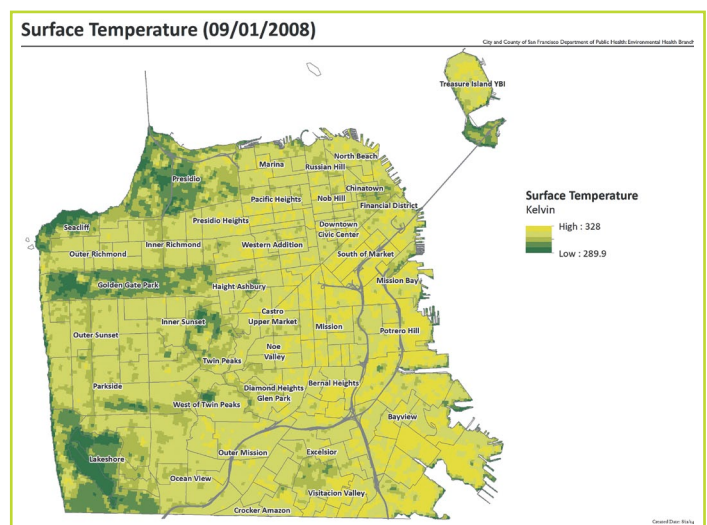 Surface Temperature (09/01/2008)
City and County of San Francisco Department of Public Health: Environmental Health Branch
Treasure Island YBI
North Beach
Marina
Russian Hill
Presidio
Chinatown
Pacific Heights
Nob Hill
Financial District
Presidio Heights
Seacliff
Downtown
Civic Center
Inner Richmond
Western Addition
Outer Richmond
South of Market
Golden Gate Park
Haight Ashbury
Mission Bay
Castro
Upper Market
Inner Sunset
Mission
Potrero Hill
Outer Sunset
Noe
Valley
Twin Peaks
Parkside
Diamond Heights
Glen Park
Bernal Heights
West of Twin Peaks
Bayview
Lakeshore
Outer Mission
Excelsior
Ocean View
Visitacion Valley
Crocker Amazon
Surface Temperature
Kelvin
High : 328
Low : 289.9